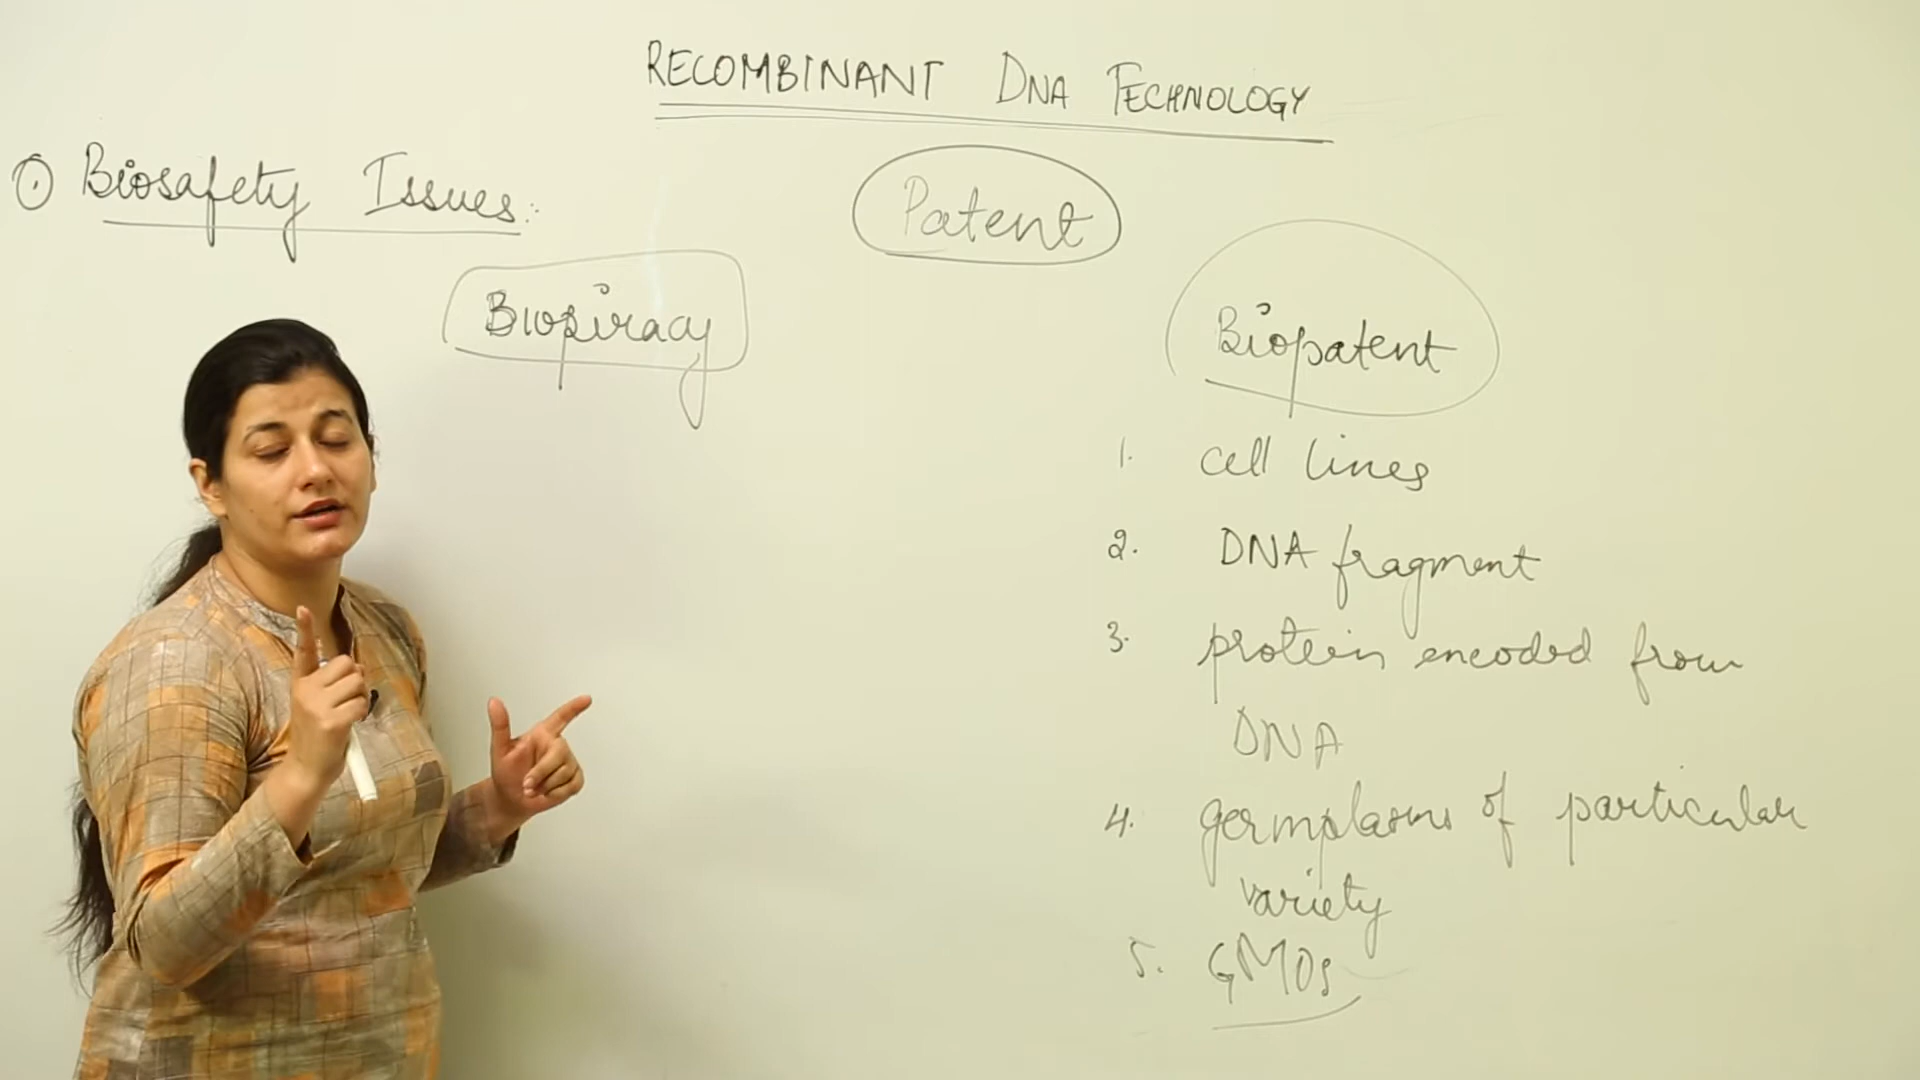 RECOMBINANT DNA TECHNOLOGY
① Biosafety Issues:
Patent
Biopiracy
Biopatent
1. cell lines
2. DNA fragment
3. protein encoded from
DNA
4. germplasms of particular
variety
5. GMOs